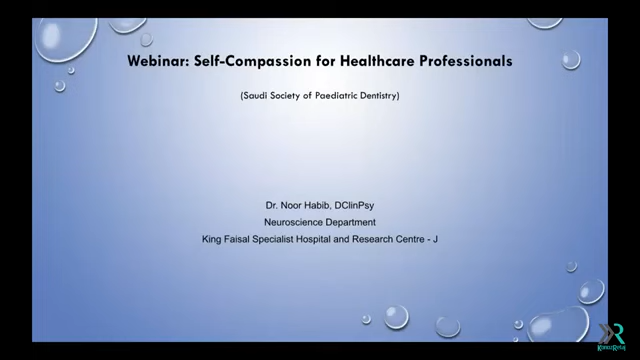 Webinar: Self-Compassion for Healthcare Professionals
(Saudi Society of Paediatric Dentistry)
Dr. Noor Habib, DClinPsy
Neuroscience Department
King Faisal Specialist Hospital and Research Centre - J